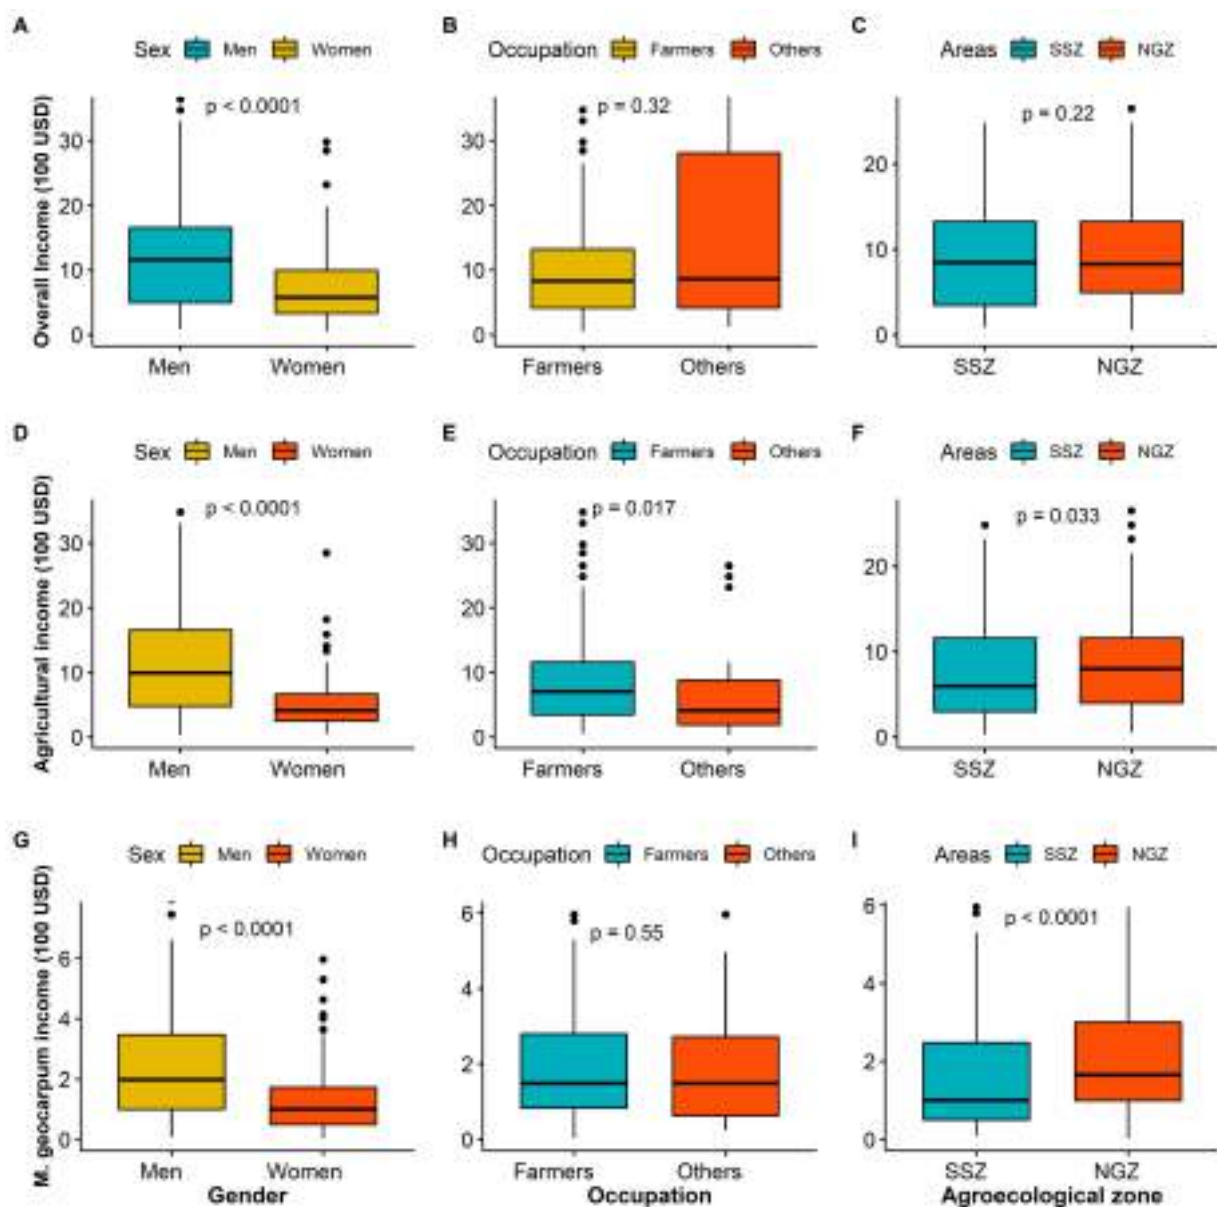 A B C
Sex Men Women Occupation Farmers Others Areas SSZ NGZ
p < 0.0001 p = 0.32 p = 0.22
Overall Income (100 USD)
30 30
20 20 20
10 10 10
0 0 0
Men Women Farmers Others SSZ NGZ
D E F
Sex Men Women Occupation Farmers Others Areas SSZ NGZ
p < 0.0001 p = 0.017 p = 0.033
Agricultural income (100 USD)
30 30
20 20 20
10 10 10
0 0 0
Men Women Farmers Others SSZ NGZ
G H I
Sex Men Women Occupation Farmers Others Areas SSZ NGZ
p < 0.0001 p = 0.55 p < 0.0001
M. geocarpum income (100 USD)
6 6 6
4 4 4
2 2 2
0 0 0
Men Women Farmers Others SSZ NGZ
Gender Occupation Agroecological zone